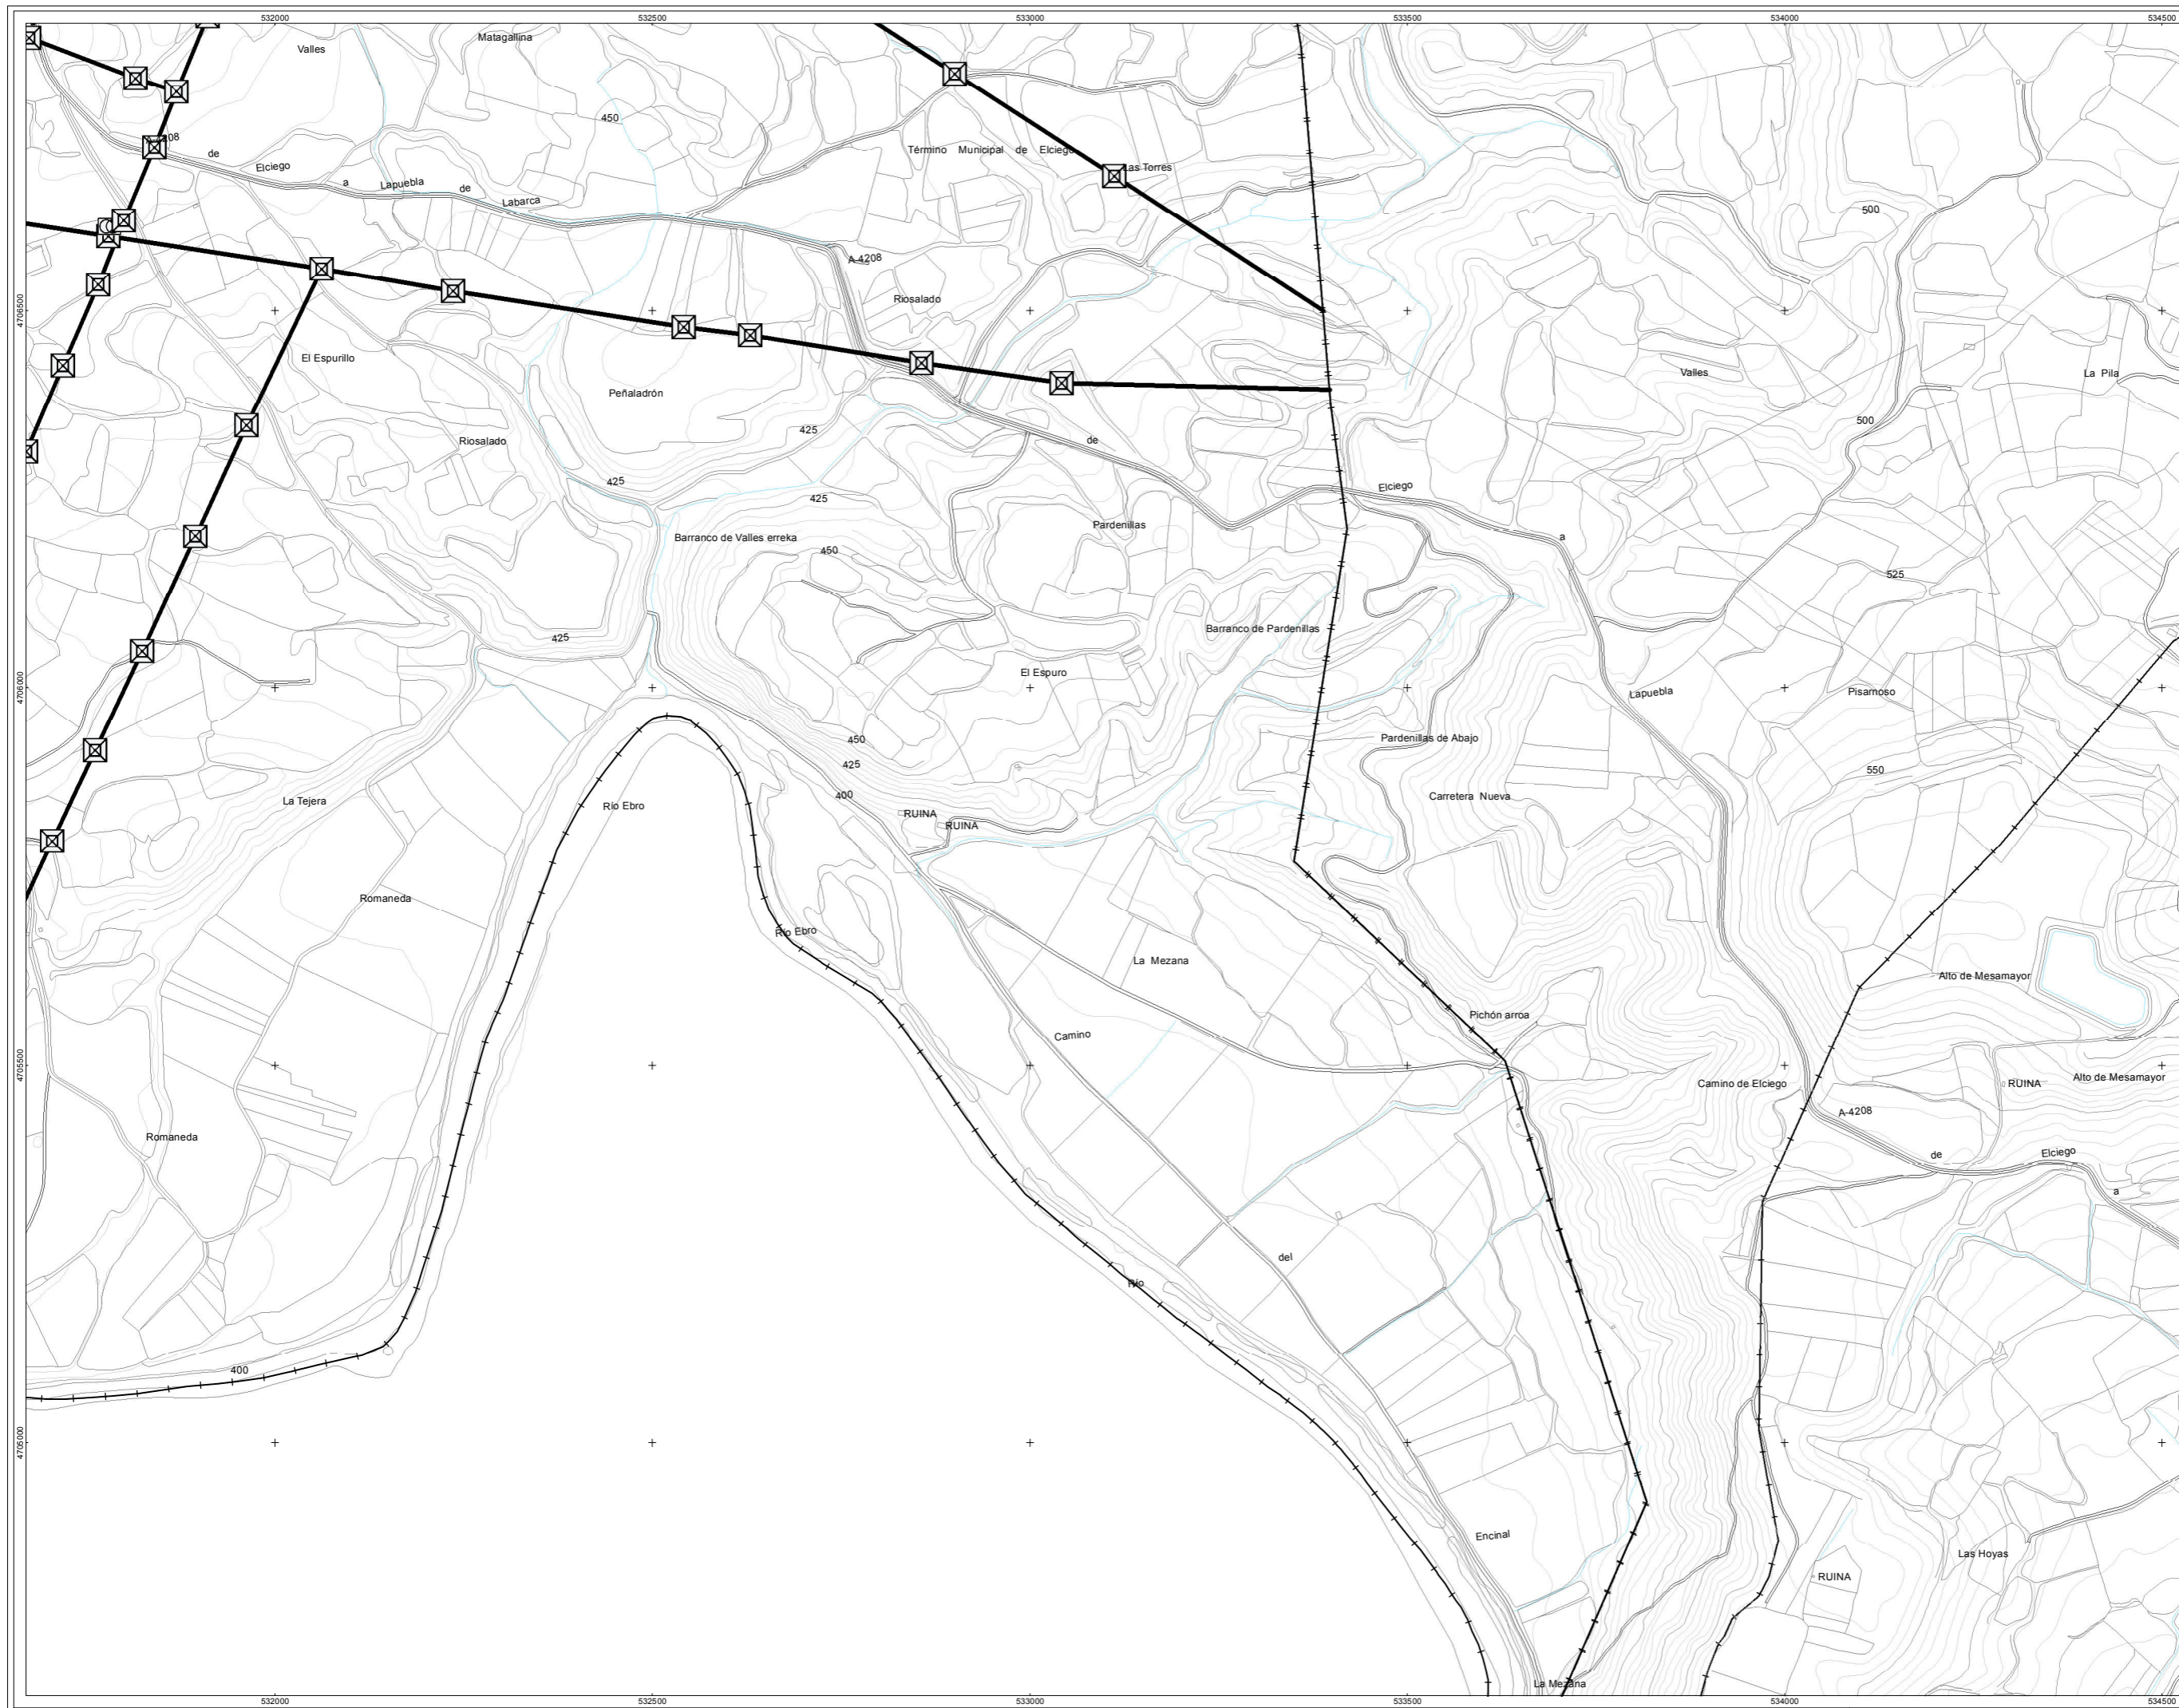 532000 532500 533000 533500 534000 534500
Matagallina
Valles
450
de
Término Municipal de Elciego
Elciego
Las Torres
a
Lapuebla
de
Labarca
500
A-4208
Riosalado
4706500
El Espurillo
Valles
La Pila
Peñaladrón
500
425
de
Riosalado
425
Elciego
425
Pardenillas
Barranco de Valles erreka
a
450
525
Barranco de Pardenillas
425
El Espuro
4706000
Lapuebla
Pisarnoso
Pardenillas de Abajo
450
425
550
400
Carretera Nueva
La Tejera
Río Ebro
RUINA
RUINA
Romaneda
Río Ebro
La Mezana
Alto de Mesamayor
Pichón arroa
Camino
4705500
Alto de Mesamayor
Camino de Elciego
RUINA
A-4208
Romaneda
Elciego
de
a
del
Río
400
4705000
Encinal
Las Hoyas
RUINA
La Mezana
532000 532500 533000 533500 534000 534500